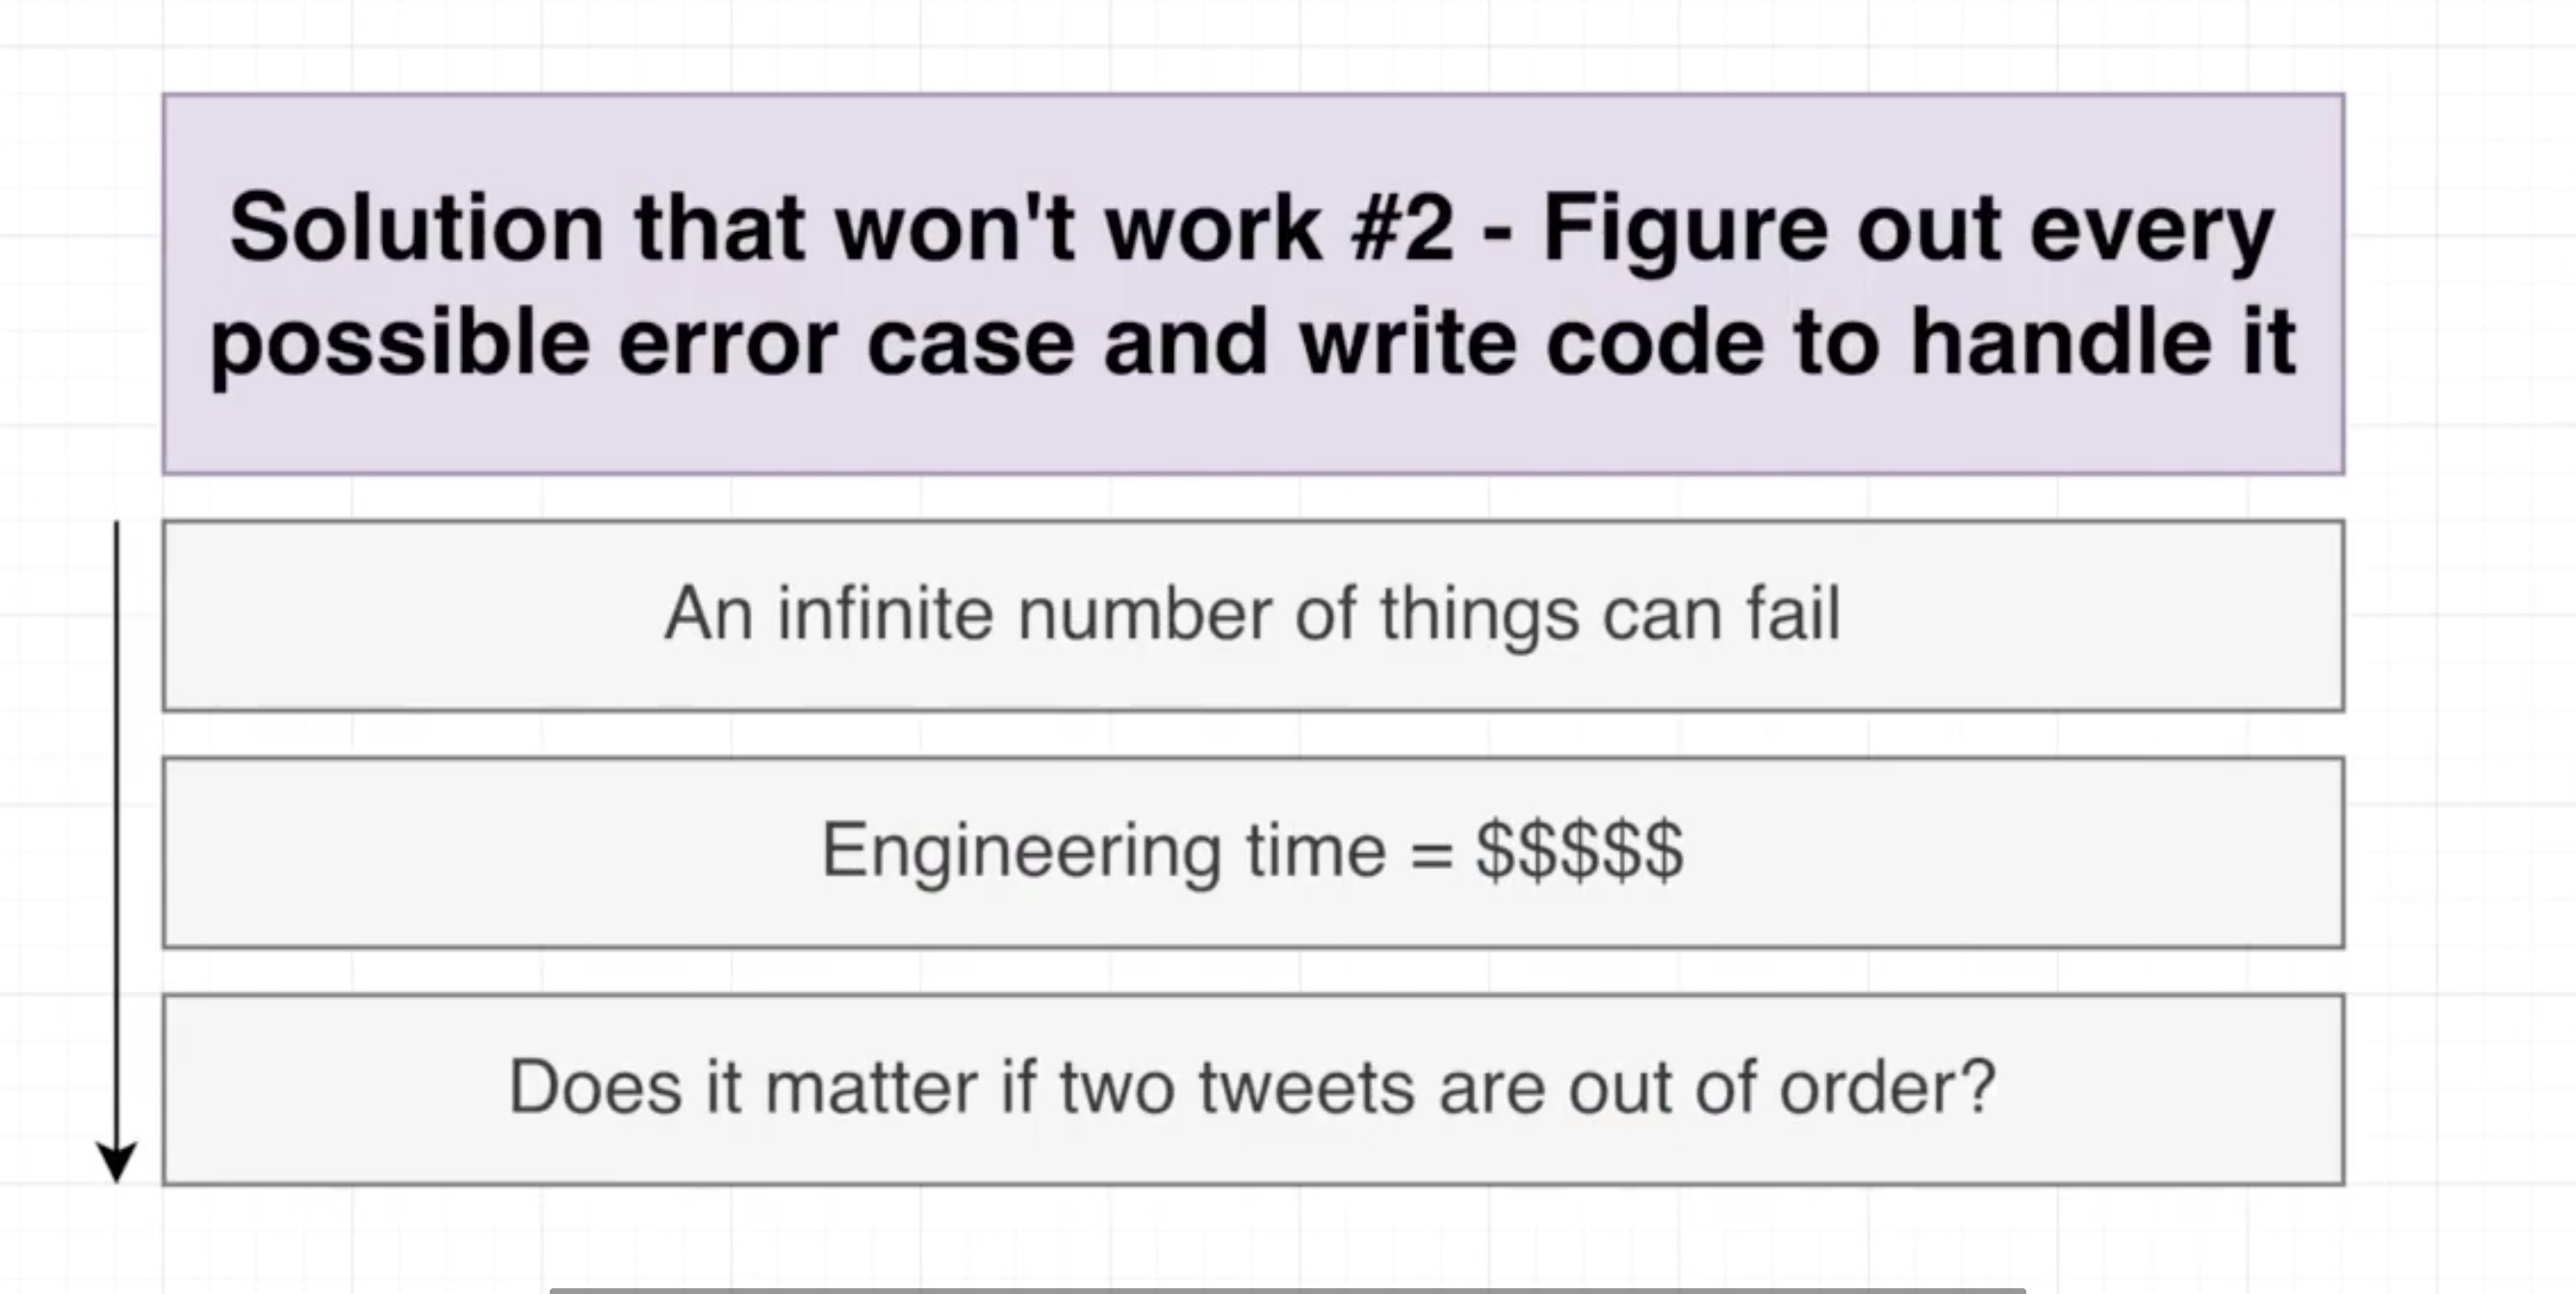 Solution that won't work #2 - Figure out every
possible error case and write code to handle it
An infinite number of things can fail
Engineering time = $$$$$
Does it matter if two tweets are out of order?